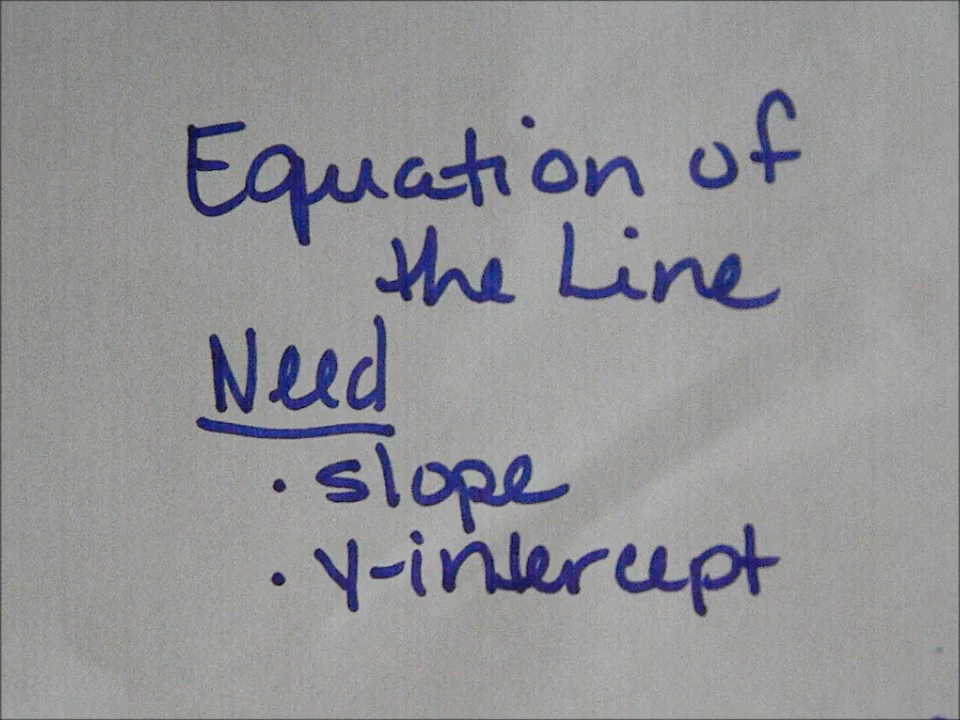 Equation of
the Line
Need
• slope
• y-intercept